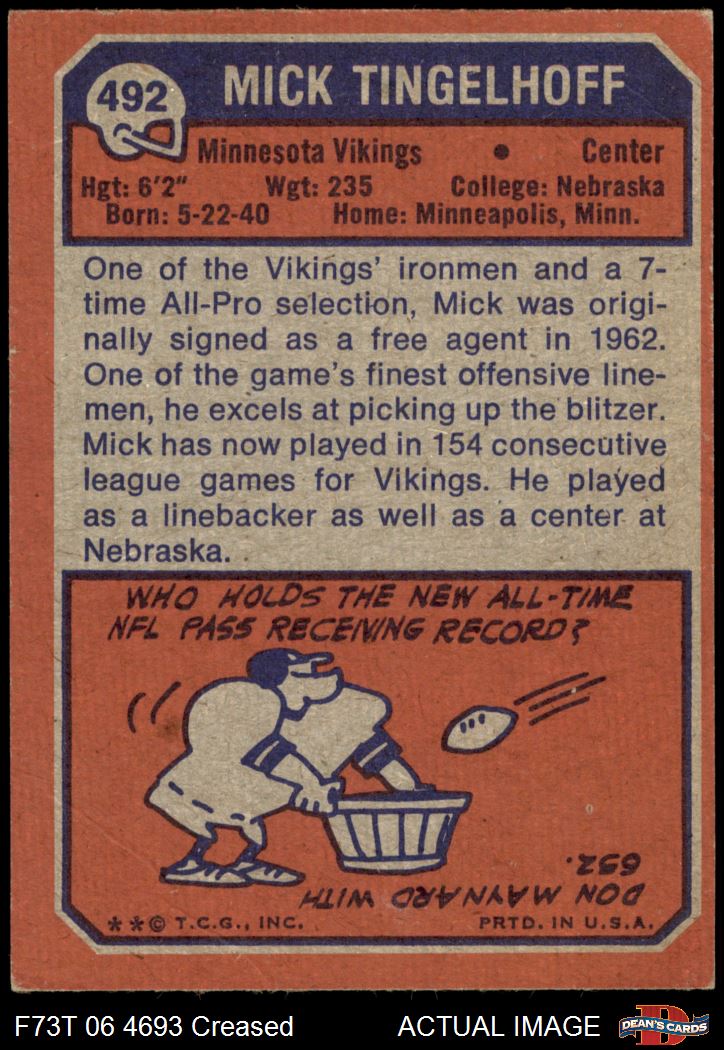 492
MICK TINGELHOFF
Minnesota Vikings • Center
Hgt: 6'2" Wgt: 235 College: Nebraska
Born: 5-22-40 Home: Minneapolis, Minn.
One of the Vikings' ironmen and a 7-
time All-Pro selection, Mick was origi-
nally signed as a free agent in 1962.
One of the game's finest offensive line-
men, he excels at picking up the blitzer.
Mick has now played in 154 consecutive
league games for Vikings. He played
as a linebacker as well as a center at
Nebraska.
WHO HOLDS THE NEW ALL-TIME
NFL PASS RECEIVING RECORD?
DON MAYNARD WITH
632.
* * © T.C.G., INC. PRTD. IN U.S.A.
F73T 06 4693 Creased ACTUAL IMAGE
D
DEAN'S CARDS